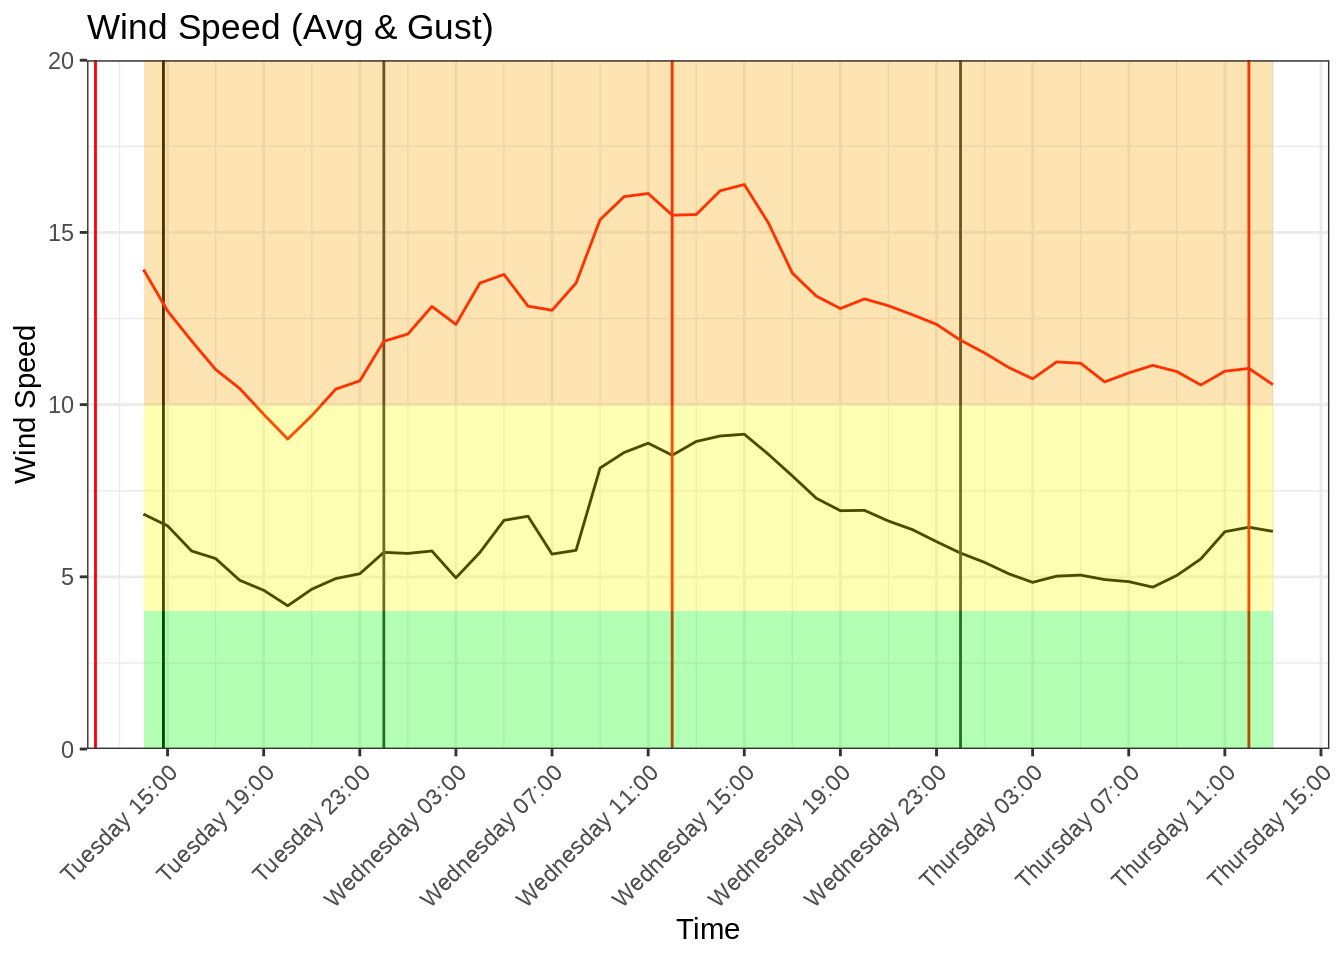 Wind Speed (Avg & Gust)
20
15
10
5
0
Wind Speed
Tuesday 15:00
Tuesday 19:00
Tuesday 23:00
Wednesday 03:00
Wednesday 07:00
Wednesday 11:00
Wednesday 15:00
Wednesday 19:00
Wednesday 23:00
Thursday 03:00
Thursday 07:00
Thursday 11:00
Thursday 15:00
Time